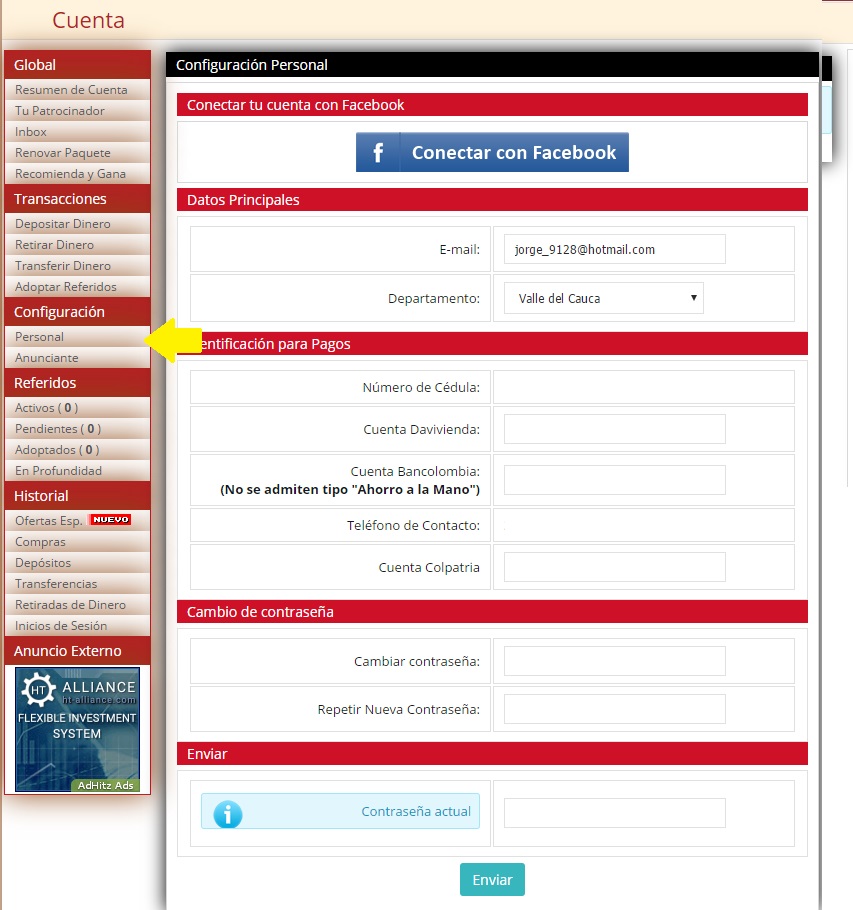 Cuenta
Global
Resumen de Cuenta
Tu Patrocinador
Inbox
Renovar Paquete
Recomienda y Gana
Transacciones
Depositar Dinero
Retirar Dinero
Transferir Dinero
Adoptar Referidos
Configuración
Personal
Anunciante
Referidos
Activos ( 0 )
Pendientes ( 0 )
Adoptados ( 0 )
En Profundidad
Historial
Ofertas Esp. NUEVO
Compras
Depósitos
Transferencias
Retiradas de Dinero
Inicios de Sesión
Anuncio Externo
HT ALLIANCE
ht-alliance.com
FLEXIBLE INVESTMENT
SYSTEM
AdHitz Ads
Configuración Personal
Conectar tu cuenta con Facebook
f Conectar con Facebook
Datos Principales
E-mail: jorge_9128@hotmail.com
Departamento: Valle del Cauca
entificación para Pagos
Número de Cédula:
Cuenta Davivienda:
Cuenta Bancolombia:
(No se admiten tipo "Ahorro a la Mano")
Teléfono de Contacto:
Cuenta Colpatria
Cambio de contraseña
Cambiar contraseña:
Repetir Nueva Contraseña:
Enviar
i Contraseña actual
Enviar